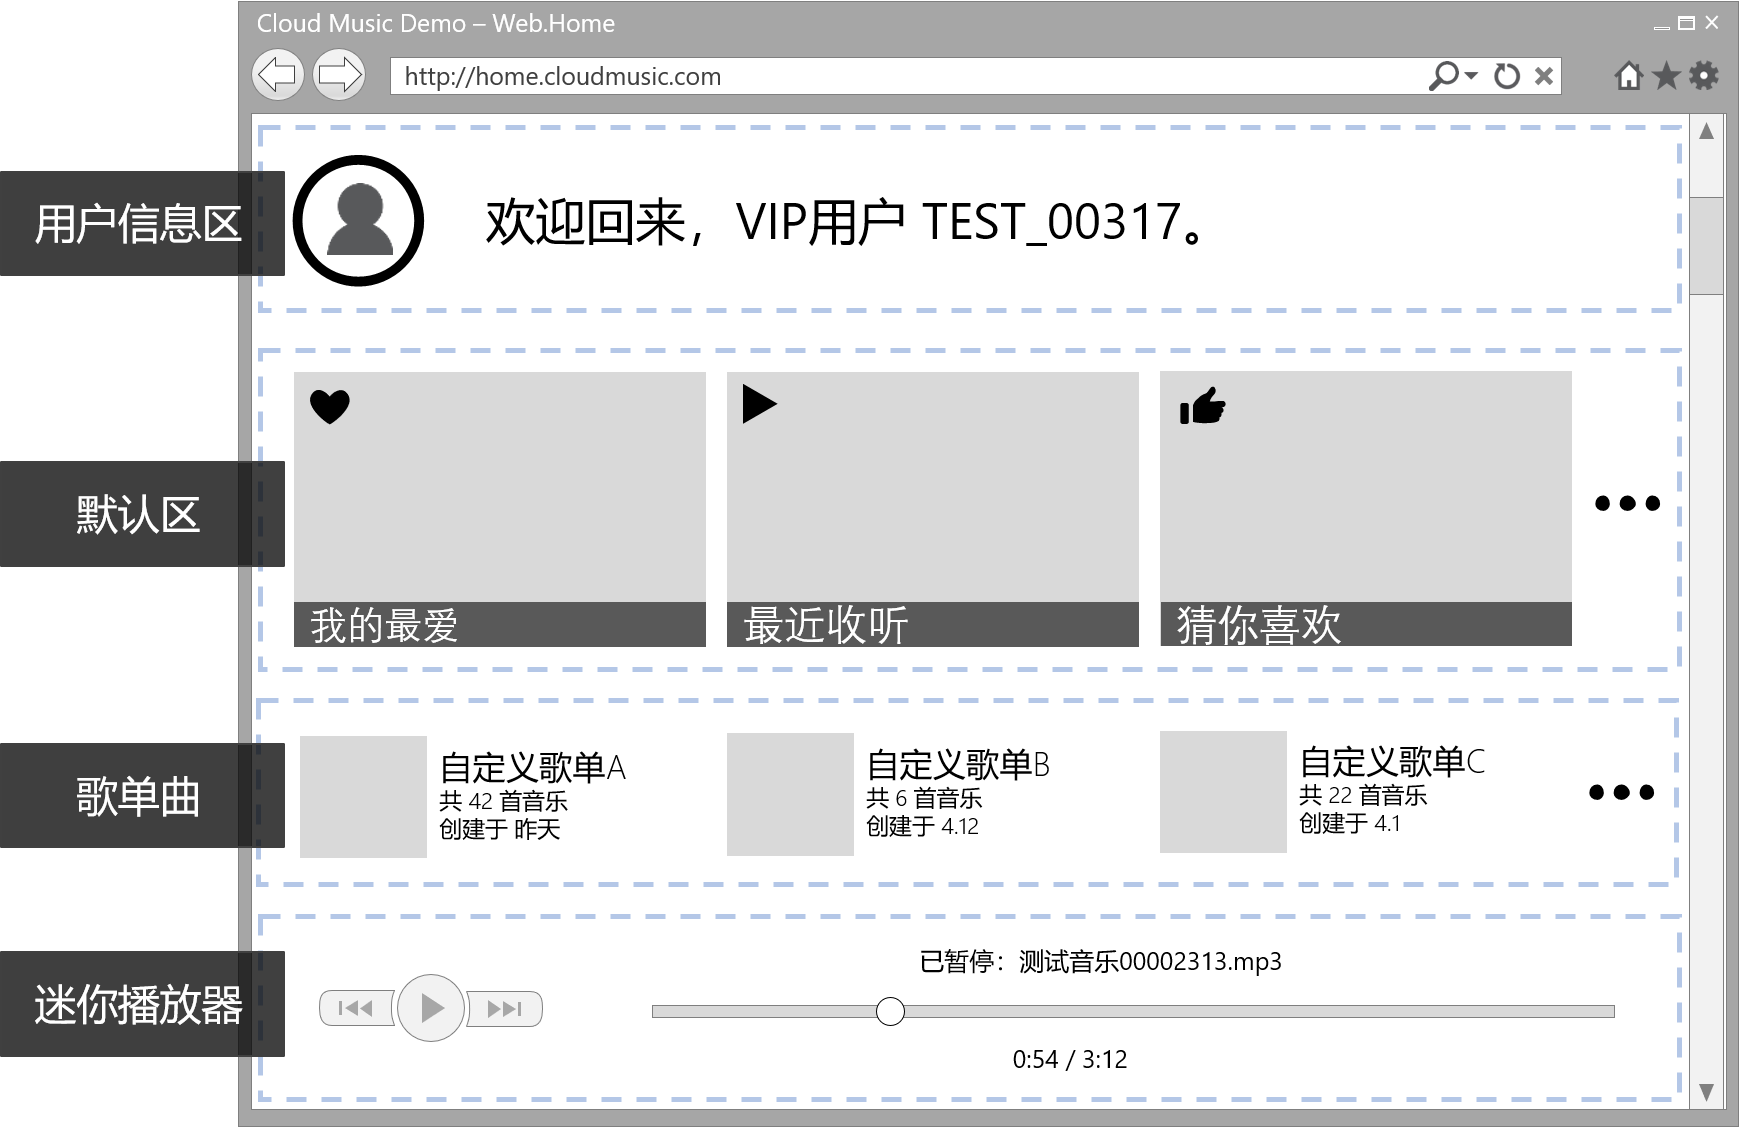 Cloud Music Demo – Web.Home
http://home.cloudmusic.com
用户信息区
欢迎回来，VIP用户 TEST_00317。
默认区
我的最爱
最近收听
猜你喜欢
歌单曲
自定义歌单A
共 42 首音乐
创建于 昨天
自定义歌单B
共 6 首音乐
创建于 4.12
自定义歌单C
共 22 首音乐
创建于 4.1
迷你播放器
已暂停：测试音乐00002313.mp3
0:54 / 3:12